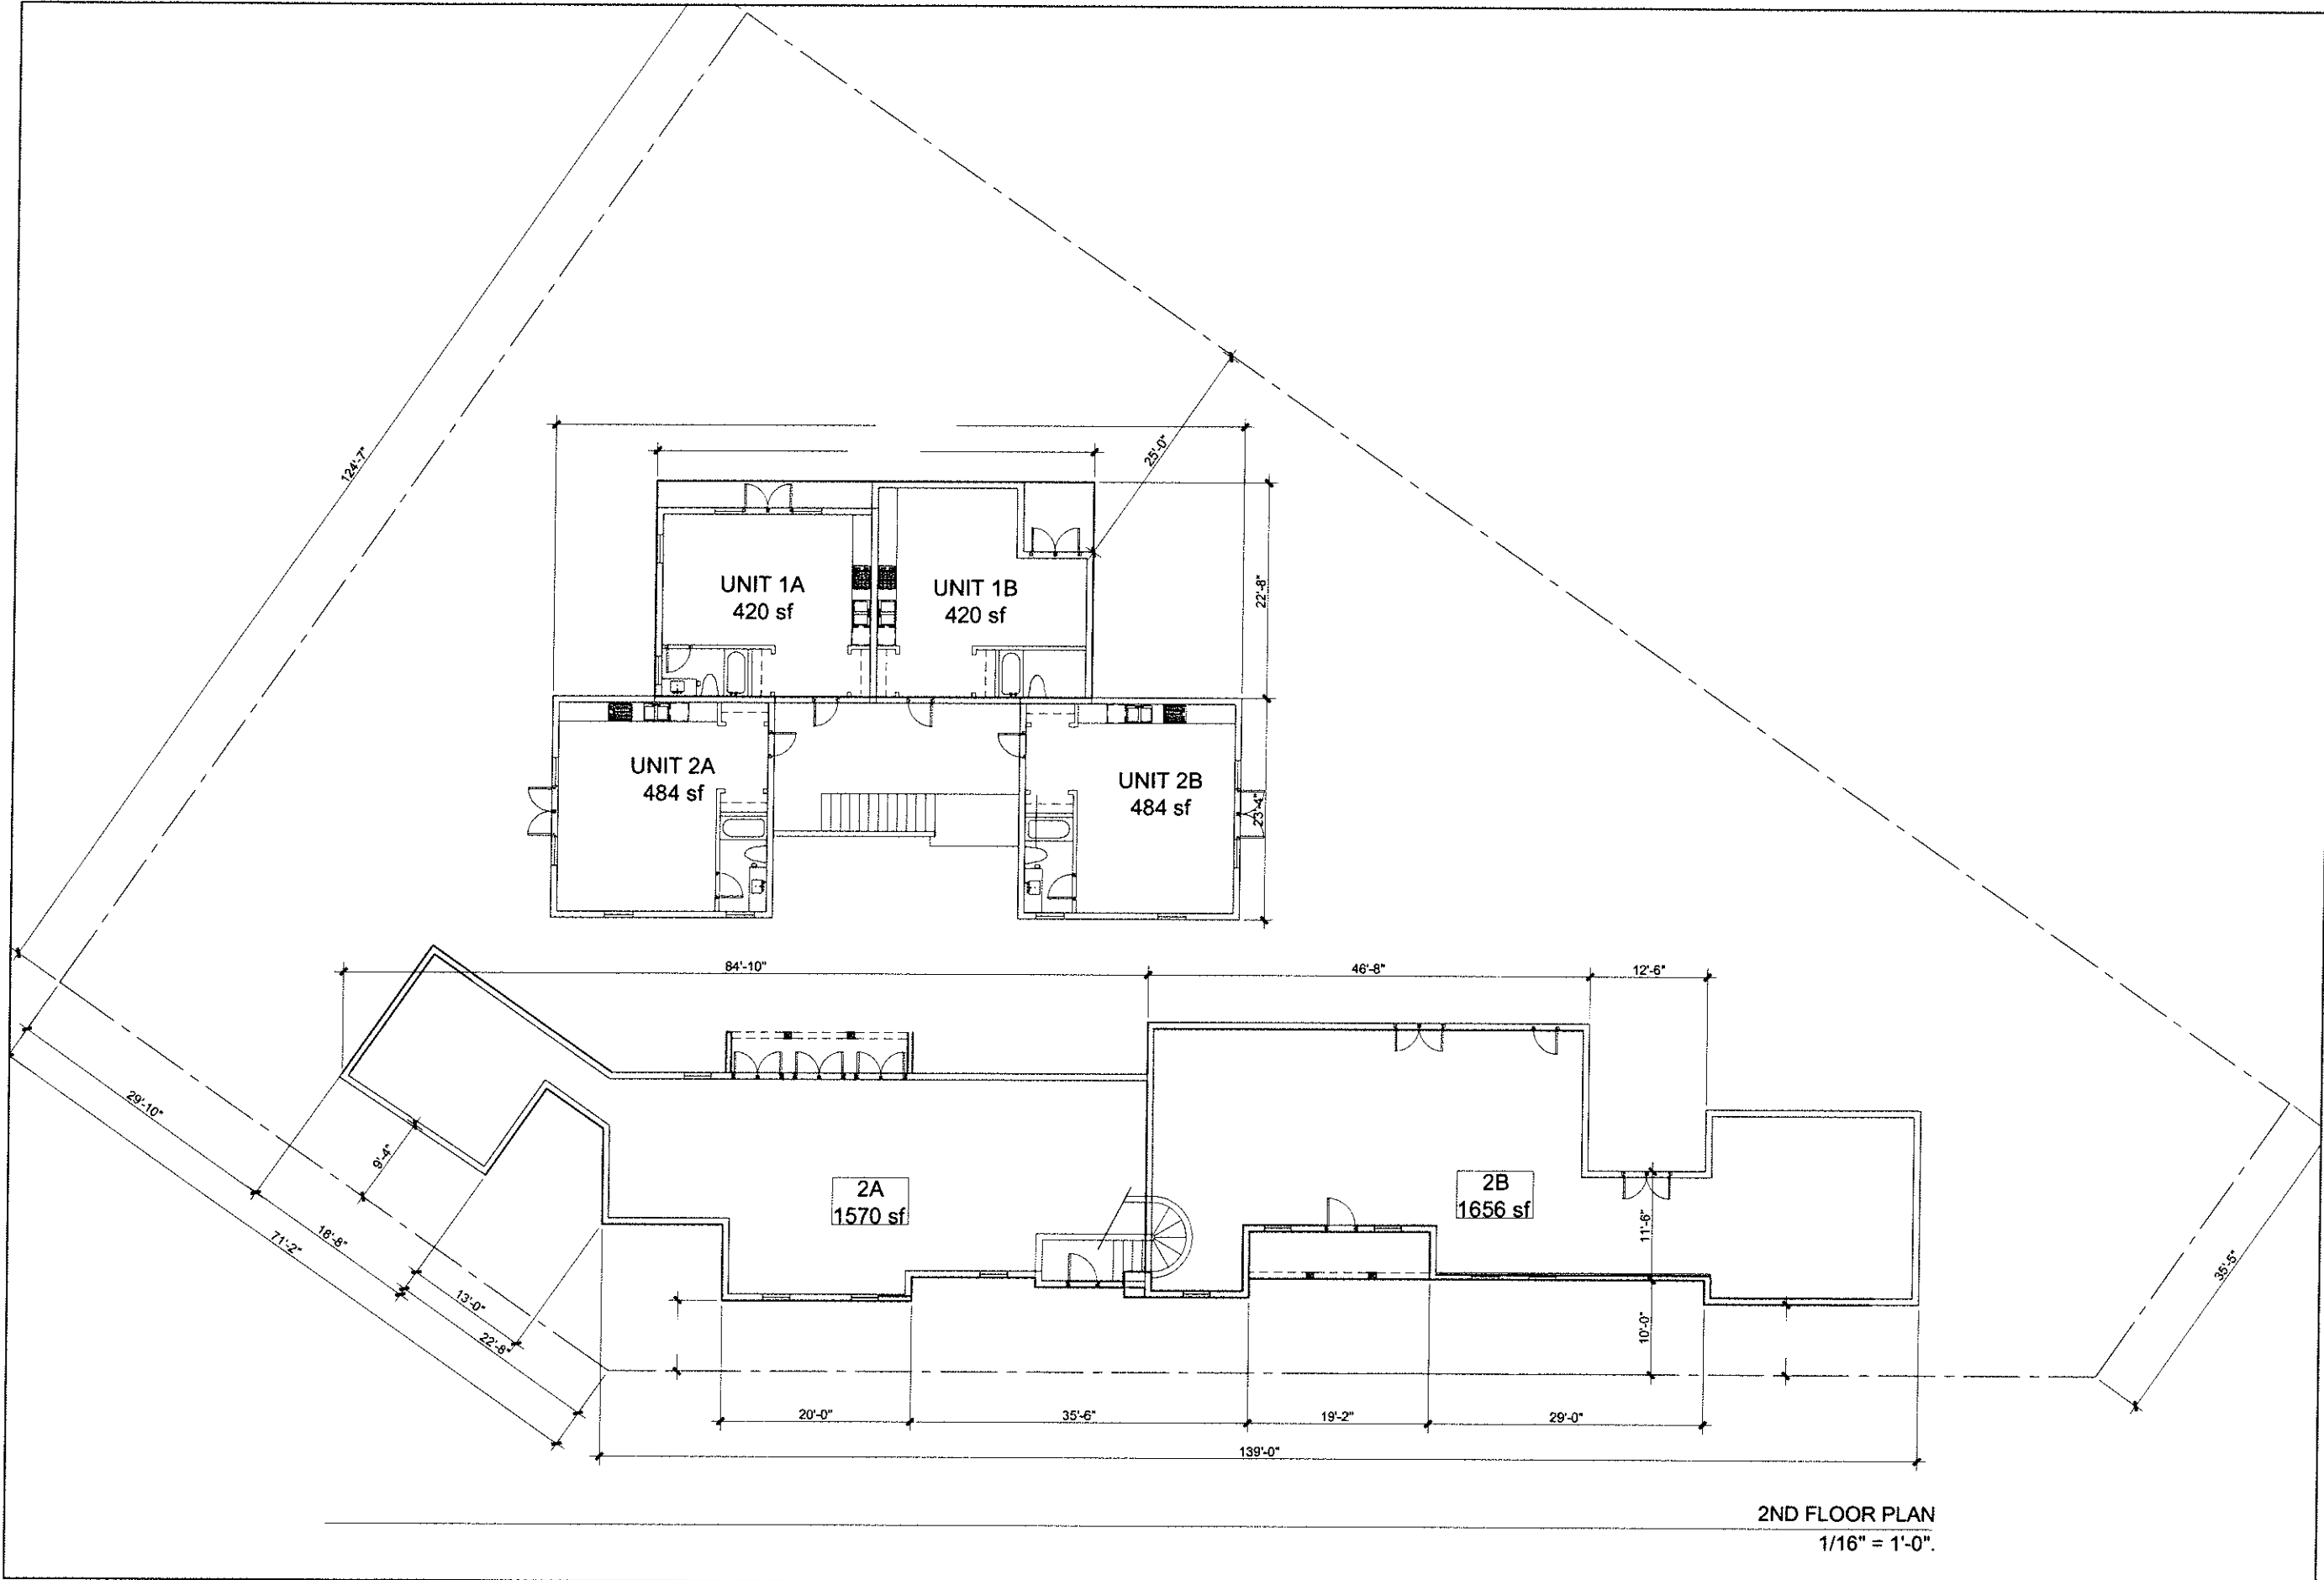 124'-7"
25'-0"
22'-8"
UNIT 1A
420 sf
UNIT 1B
420 sf
UNIT 2A
484 sf
UNIT 2B
484 sf
23'-4"
84'-10"
46'-8"
12'-6"
29'-10"
9'-4"
18'-8"
71'-2"
13'-0"
22'-8"
2A
1570 sf
2B
1656 sf
11'-6"
10'-0"
35'-5"
20'-0"
35'-6"
19'-2"
29'-0"
139'-0"
2ND FLOOR PLAN
1/16" = 1'-0".